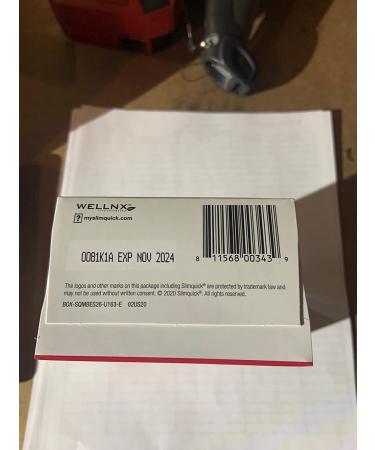 WELLNX
? myslimquick.com
0081K1A EXP NOV 2024
8 11568 00343 9
The logos and other marks on this package including Slimquick® are protected by trademark law and
may not be used without written consent. © 2020 Slimquick®. All rights reserved.
BOX-SQMBES26-U163-E 02US20